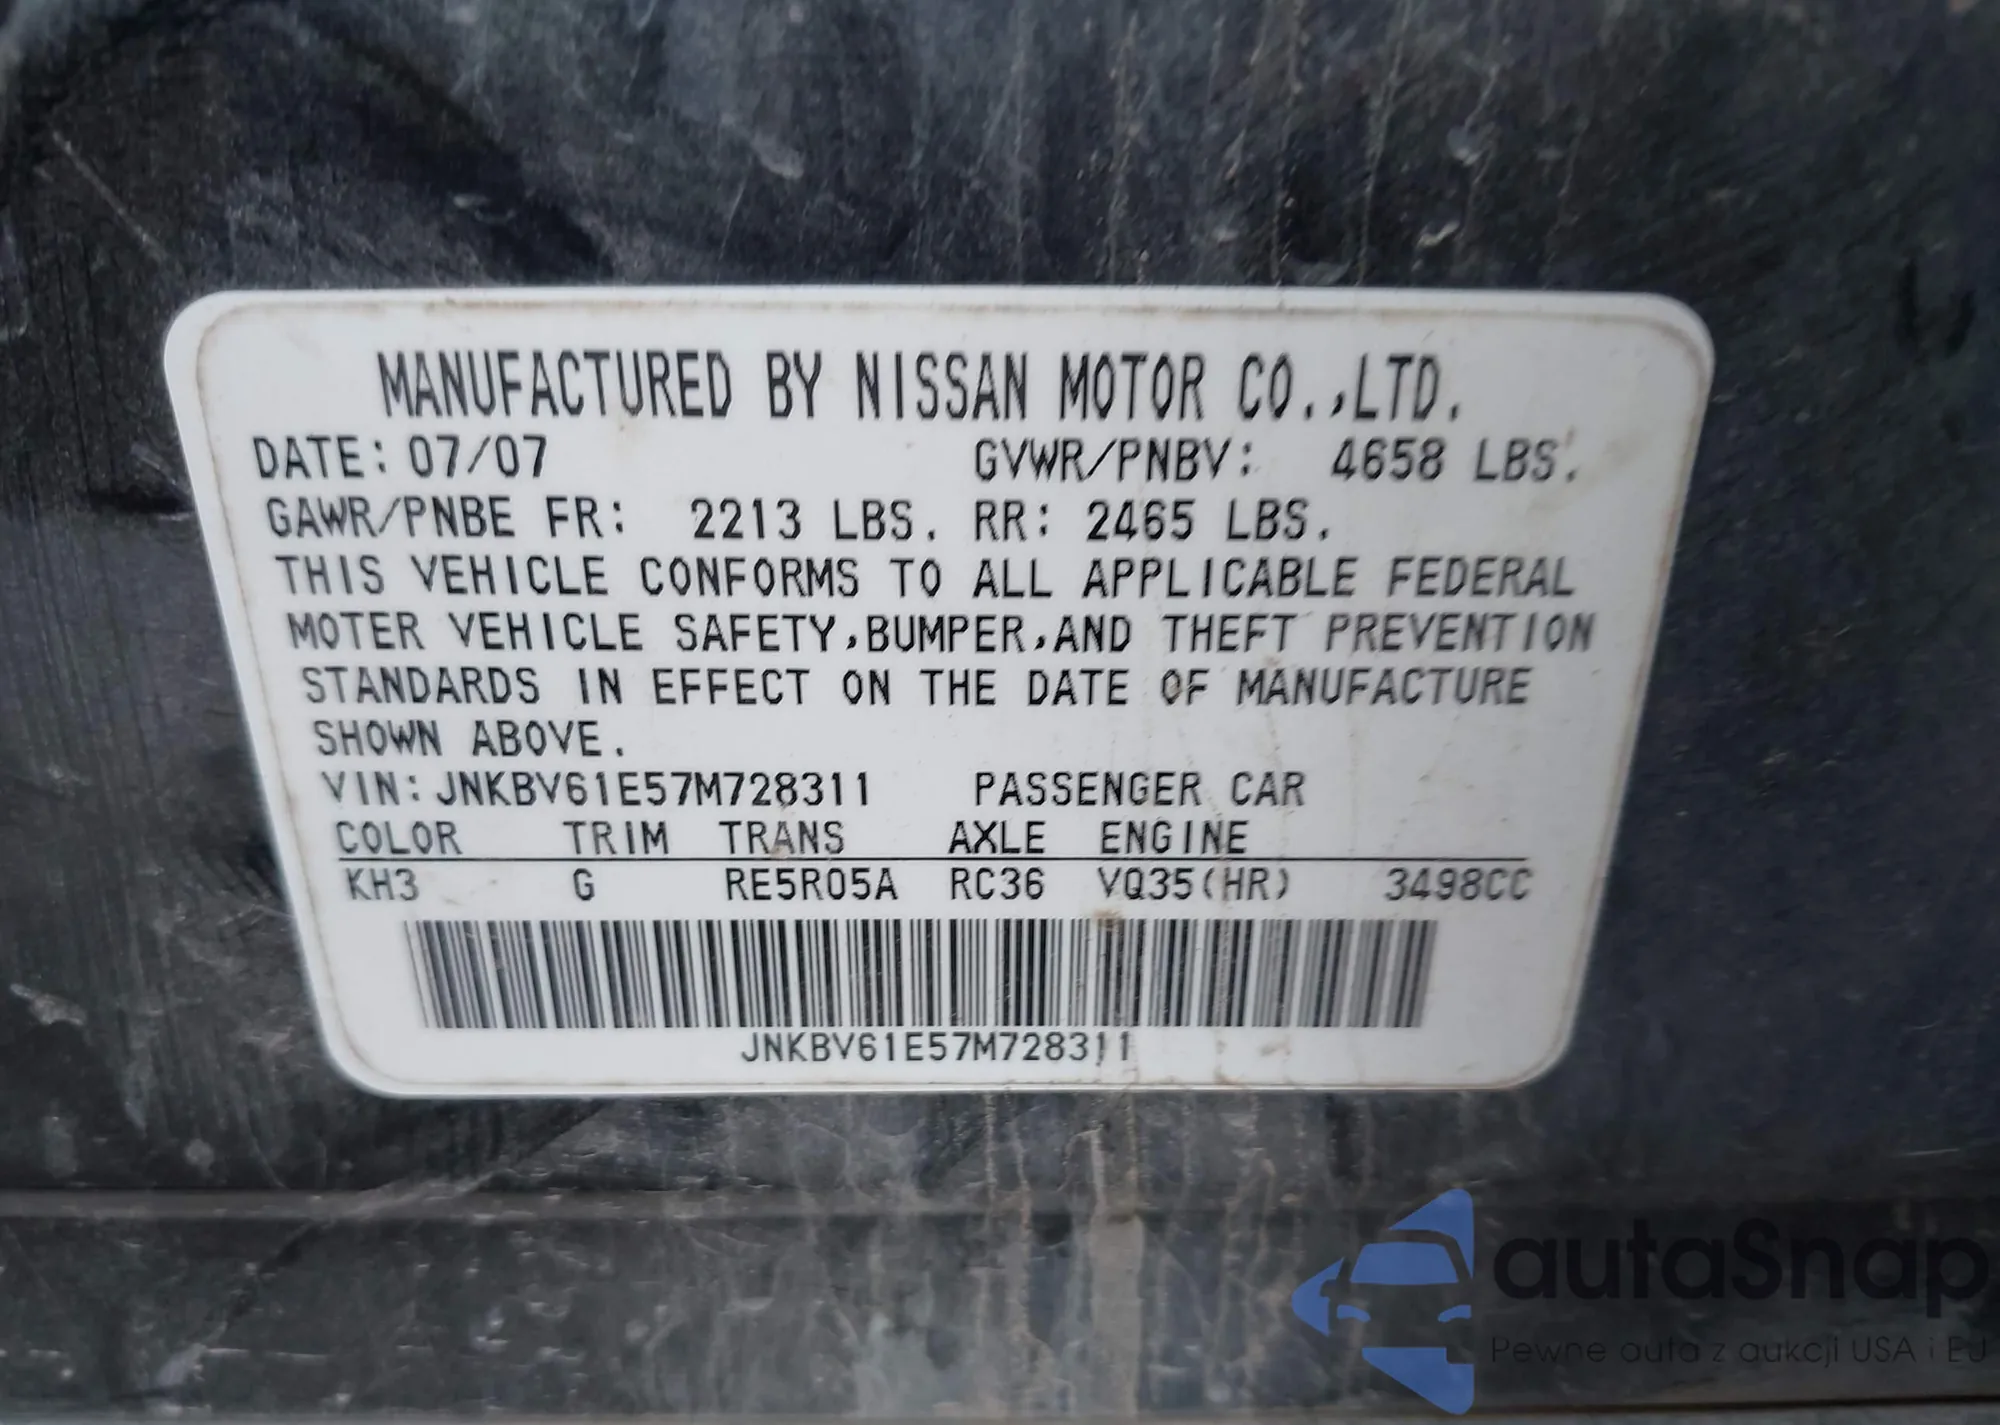 MANUFACTURED BY NISSAN MOTOR CO.,LTD.
DATE: 07/07 GVWR/PNBV: 4658 LBS.
GAWR/PNBE FR: 2213 LBS. RR: 2465 LBS.
THIS VEHICLE CONFORMS TO ALL APPLICABLE FEDERAL
MOTER VEHICLE SAFETY,BUMPER,AND THEFT PREVENTION
STANDARDS IN EFFECT ON THE DATE OF MANUFACTURE
SHOWN ABOVE.
VIN: JNKBV61E57M728311 PASSENGER CAR
COLOR TRIM TRANS AXLE ENGINE
KH3 G RE5R05A RC36 VQ35(HR) 3498CC
JNKBV61E57M728311
autaSnap
Pewne auta z aukcji USA i EU